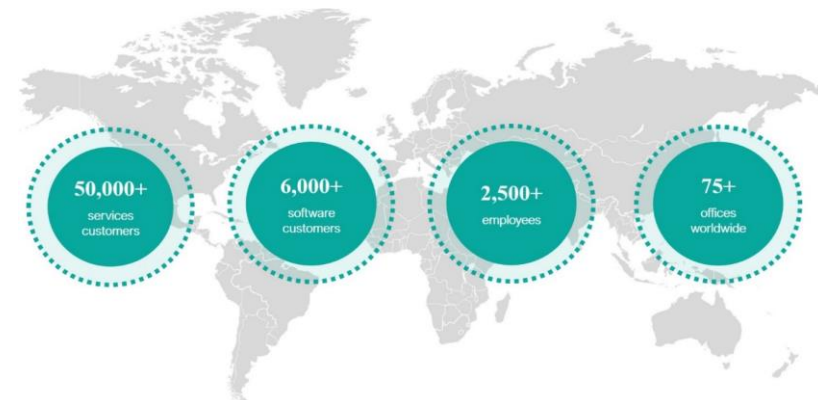 50,000+
services
customers
6,000+
software
customers
2,500+
employees
75+
offices
worldwide